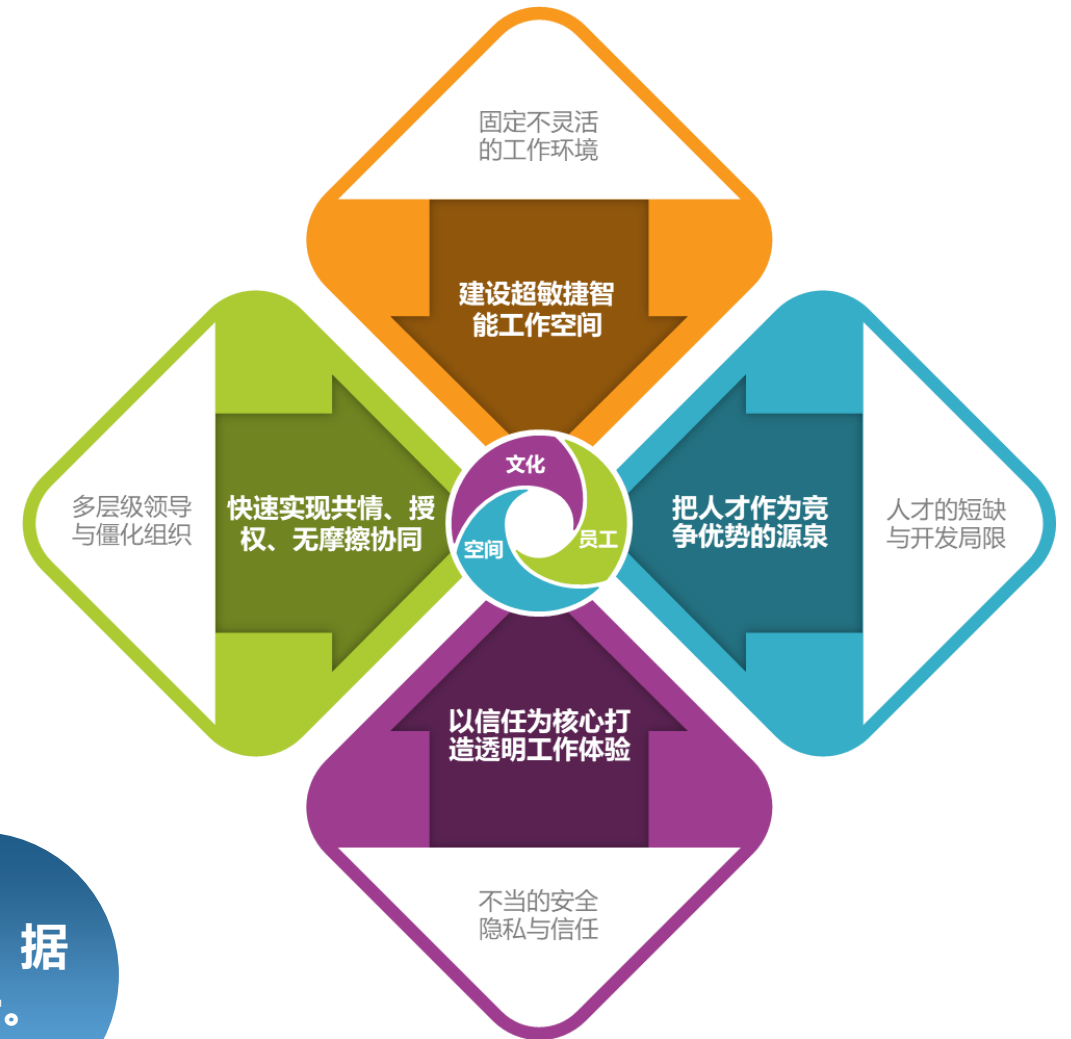 固定不灵活
的工作环境
建设超敏捷智
能工作空间
多层级领导
与僵化组织
快速实现共情、授
权、无摩擦协同
文化
员工
空间
把人才作为竞
争优势的源泉
人才的短缺
与开发局限
以信任为核心打
造透明工作体验
不当的安全
隐私与信任
据
。